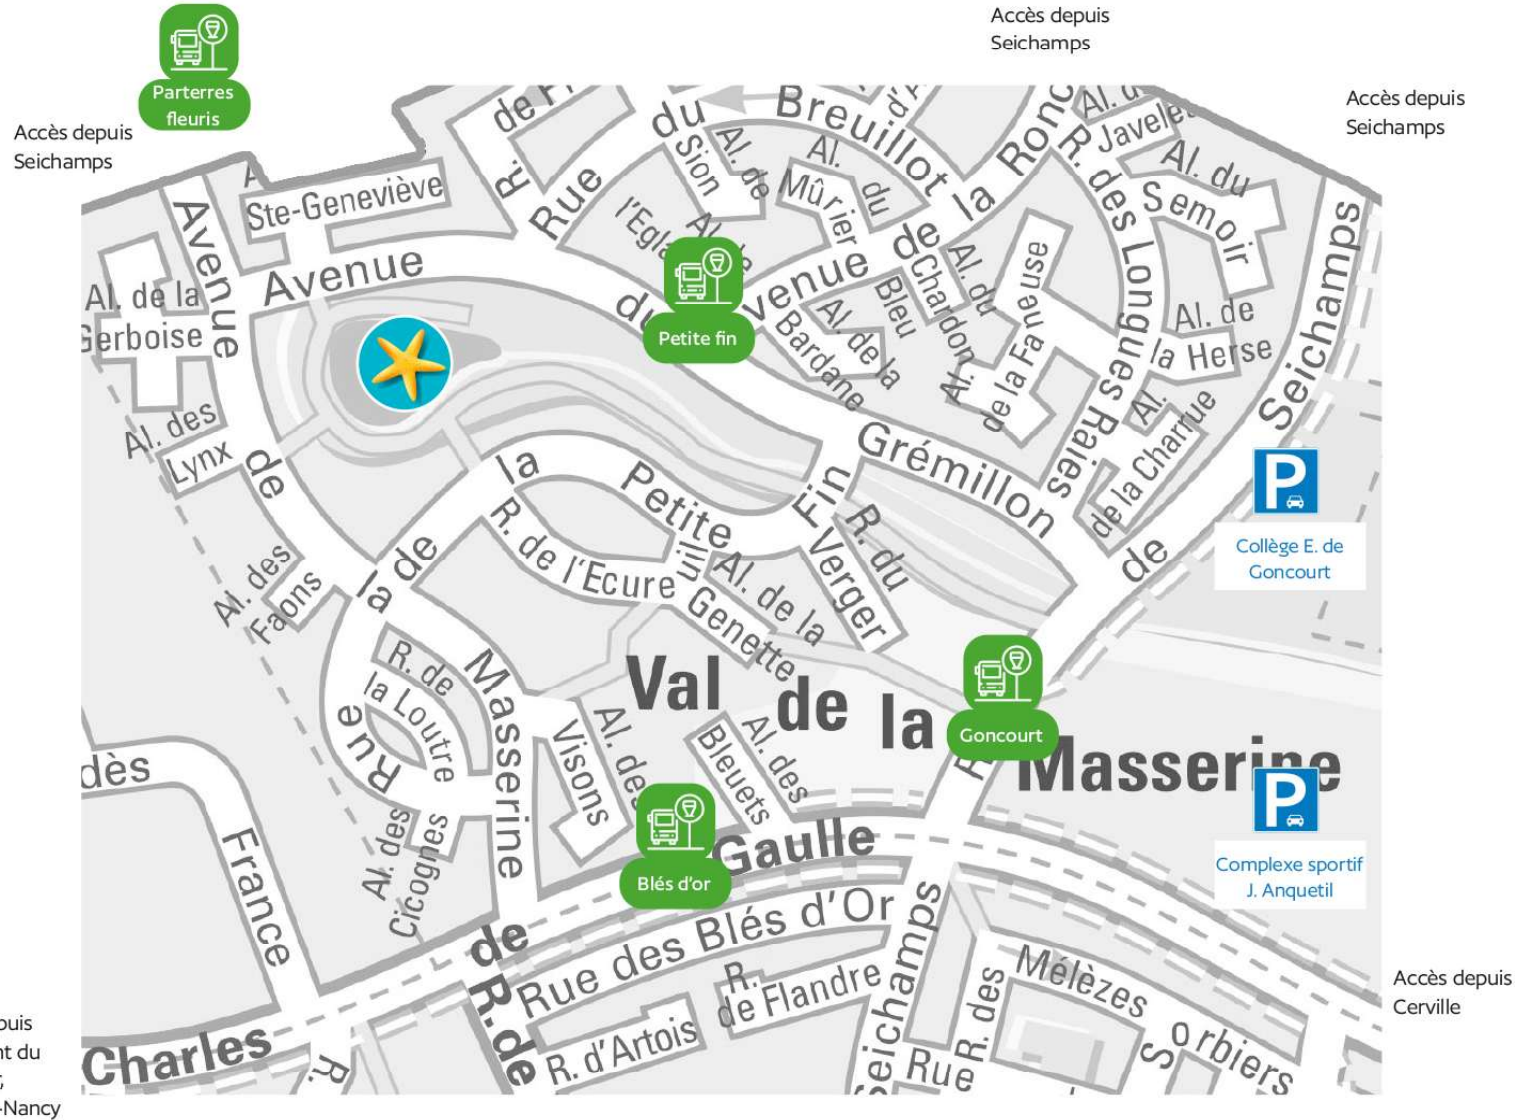 Accès depuis
Seichamps
Parterres
fleuris
Accès depuis
Seichamps
Accès depuis
Seichamps
Ste-Geneviève
Avenue
Avenue
de
la
Masserine
Al. de la
Gerboise
Al. des
Lynx
Al. des
Faons
R.
Rue
du
Breuillot
Sion
Al. de
Al.
Mûrier
du
Avenue
de
la
Petite fin
du
Grémillon
Al. de la
Bardane
Bleu
Chardon
Al. du
Al.
de la Faneuse
R. des Longues Raies
Javelet
Al. du
Semoir
Al. de
la Herse
Al.
de la Charrue
Seichamps
de
P
Collège E. de
Goncourt
de
la
Petite
Fin
R. de l'Ecureuil
Al. de la
Genette
R. du
Verger
Val de la
Masserine
Goncourt
P
Complexe sportif
J. Anquetil
R. de
la Loutre
Rue
Al. des
Cicognes
Al. des
Visons
Al. des
Bleuets
Blés d'or
Charles
de
Gaulle
dès
France
R.
R. de
Rue des Blés d'Or
R.
de Flandre
R. d'Artois
Seichamps
Rue
R. des
Mélèzes
Sorbiers
Accès depuis
Cerville
-Nancy